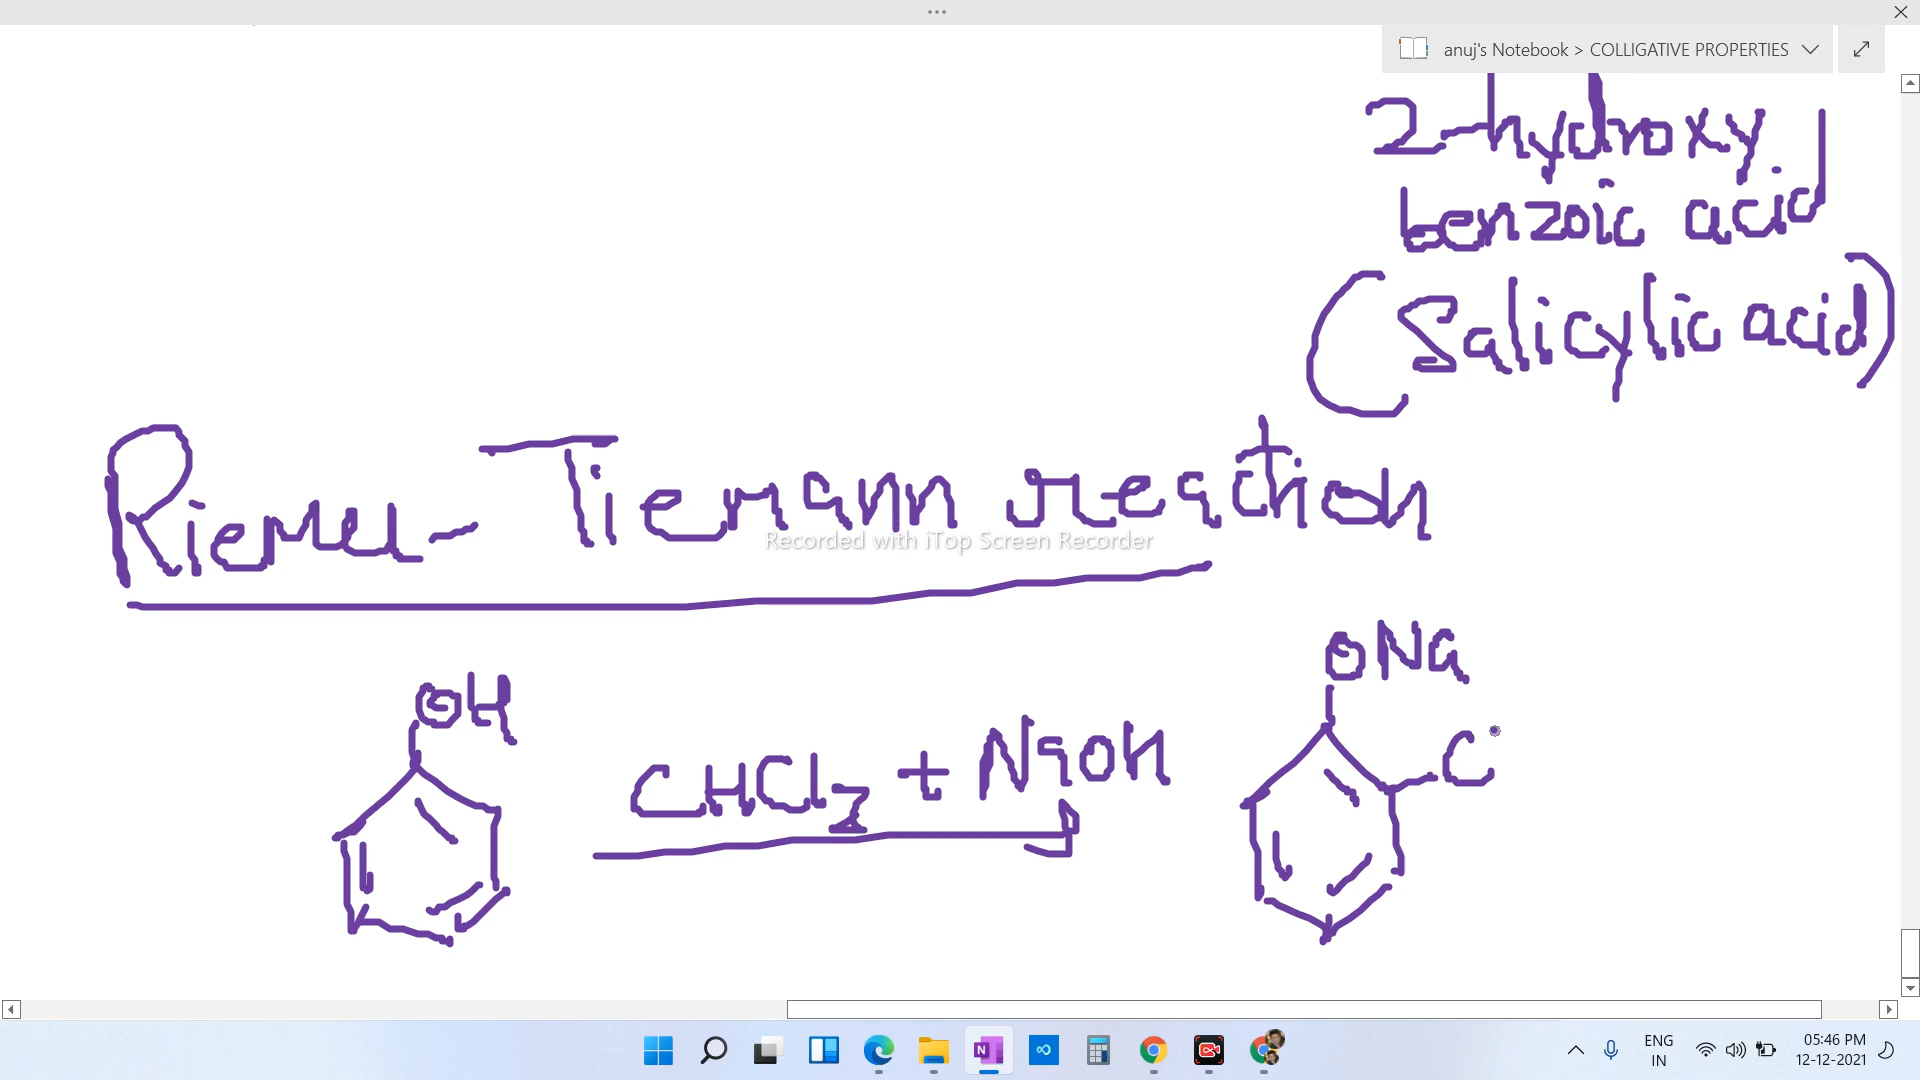 anuj's Notebook > COLLIGATIVE PROPERTIES
2-hydroxy
benzoic acid
(Salicylic acid)
Riemer-Tiemann reaction
Recorded with iTop Screen Recorder
OH
CHCl3 + NaOH
ONa
C
ENG
IN
05:46 PM
12-12-2021